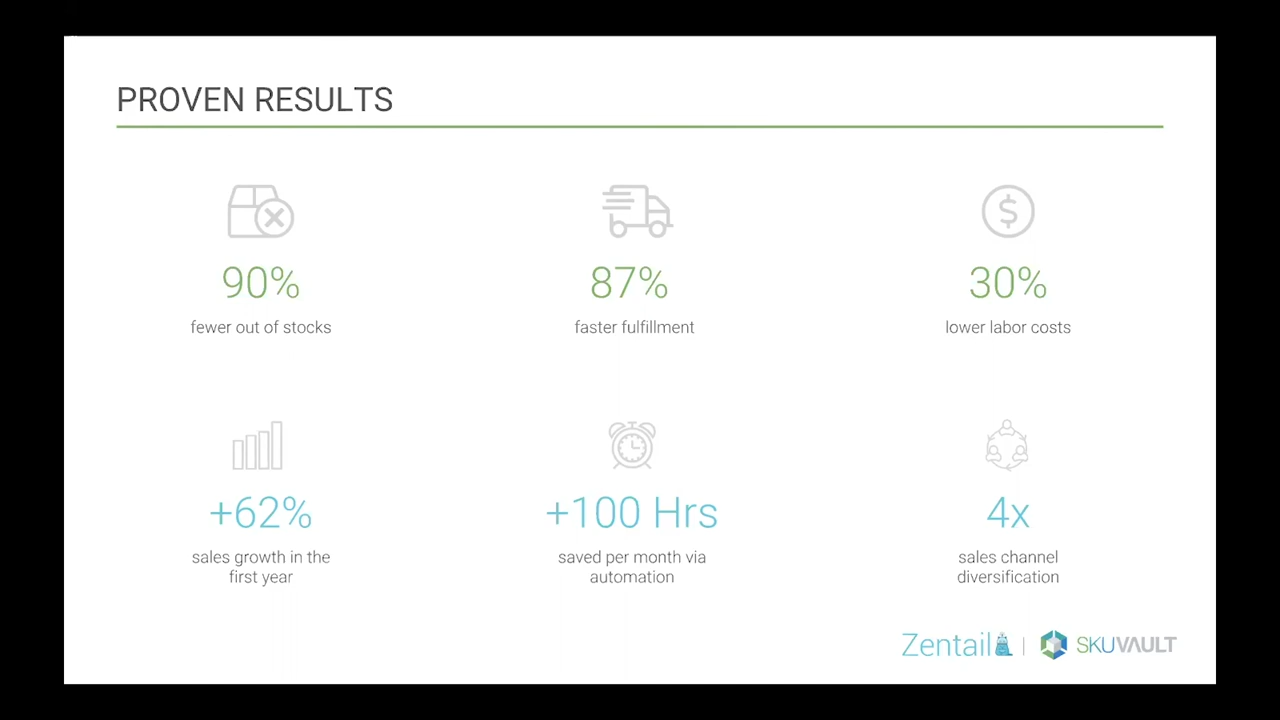 PROVEN RESULTS
90%
fewer out of stocks
87%
faster fulfillment
$
30%
lower labor costs
+62%
sales growth in the
first year
+100 Hrs
saved per month via
automation
4x
sales channel
diversification
Zentail | SKUVAULT